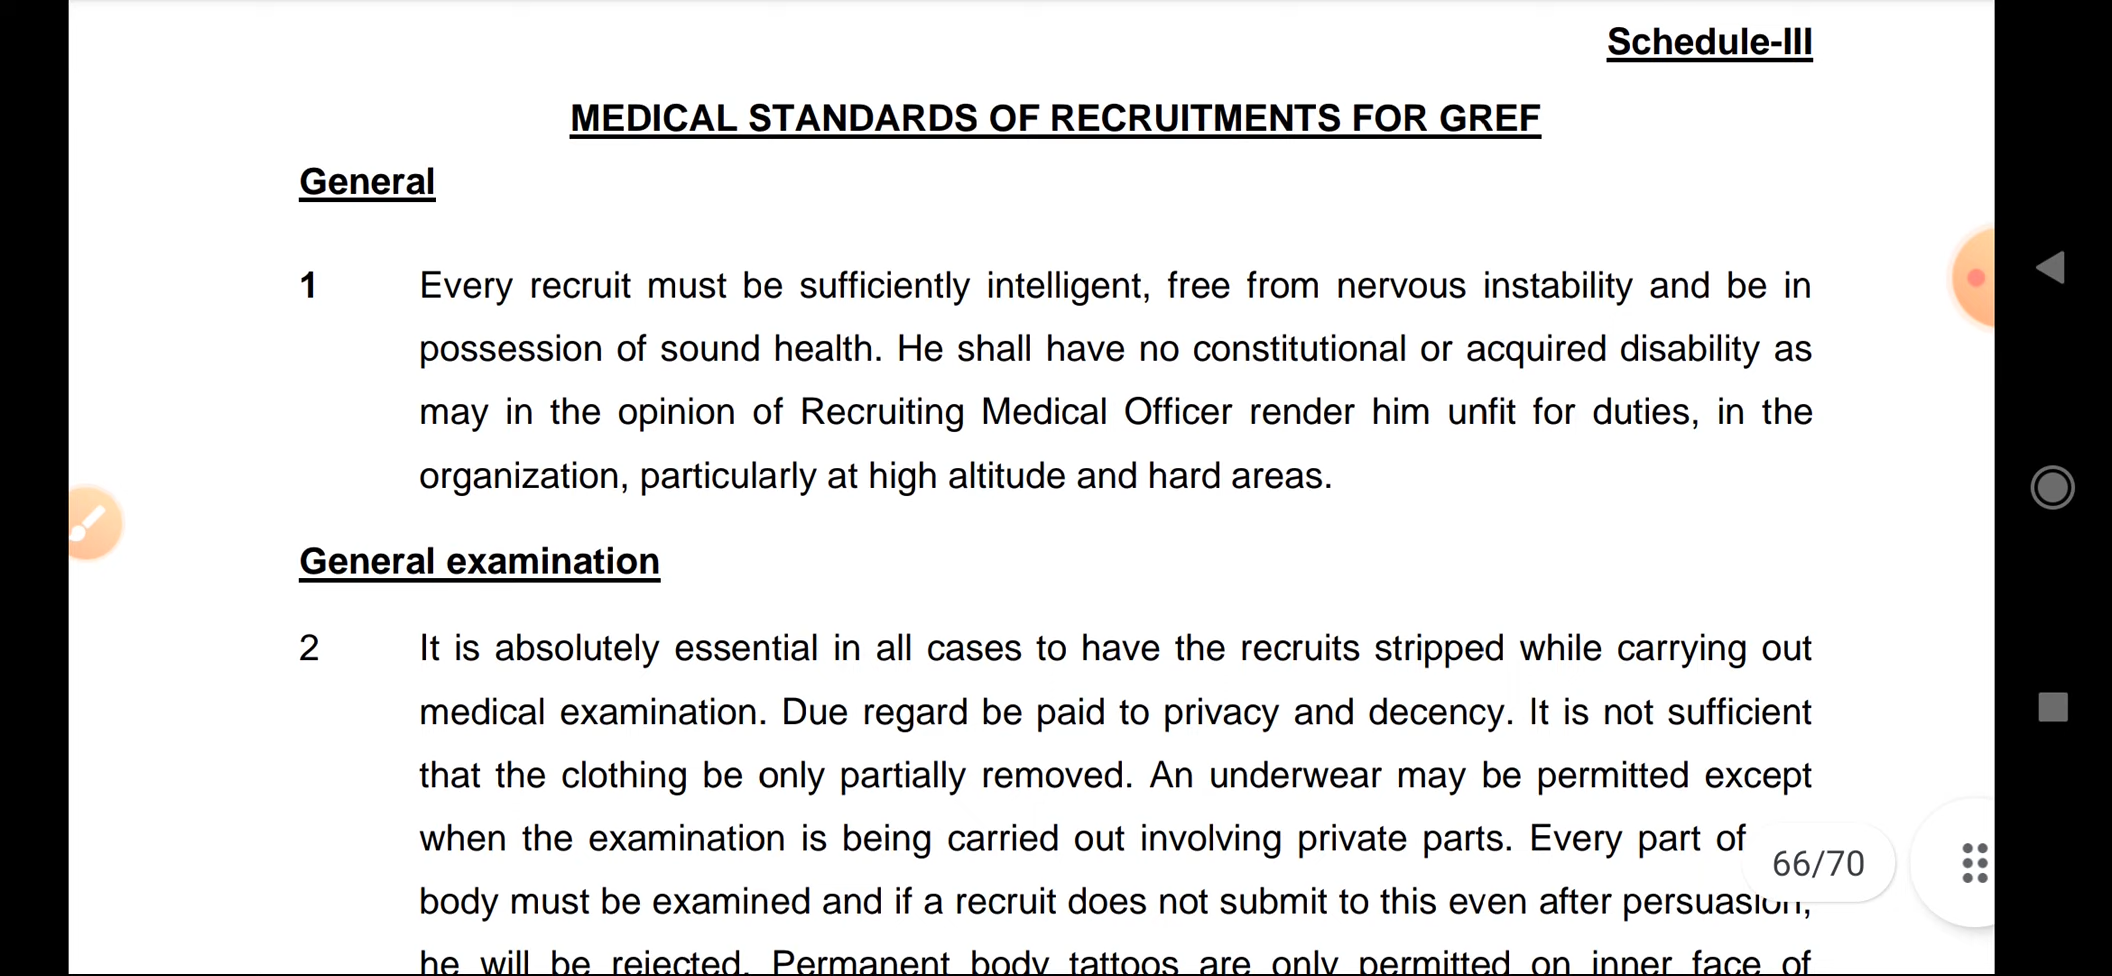 Schedule-III
MEDICAL STANDARDS OF RECRUITMENTS FOR GREF
General
1 Every recruit must be sufficiently intelligent, free from nervous instability and be in
possession of sound health. He shall have no constitutional or acquired disability as
may in the opinion of Recruiting Medical Officer render him unfit for duties, in the
organization, particularly at high altitude and hard areas.
General examination
2 It is absolutely essential in all cases to have the recruits stripped while carrying out
medical examination. Due regard be paid to privacy and decency. It is not sufficient
that the clothing be only partially removed. An underwear may be permitted except
when the examination is being carried out involving private parts. Every part of
66/70
body must be examined and if a recruit does not submit to this even after persuasion,
he will be rejected. Permanent body tattoos are only permitted on inner face of